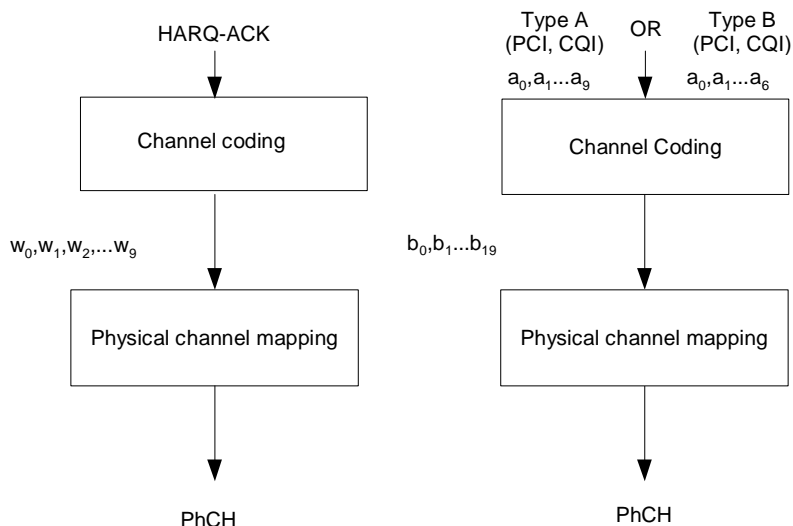 HARQ-ACK
Channel coding
w₀,w₁,w₂,...w₉
Physical channel mapping
PhCH
Type A
(PCI, CQI)
OR
Type B
(PCI, CQI)
a₀,a₁...a₉
a₀,a₁...a₆
Channel Coding
b₀,b₁...b₁₉
Physical channel mapping
PhCH